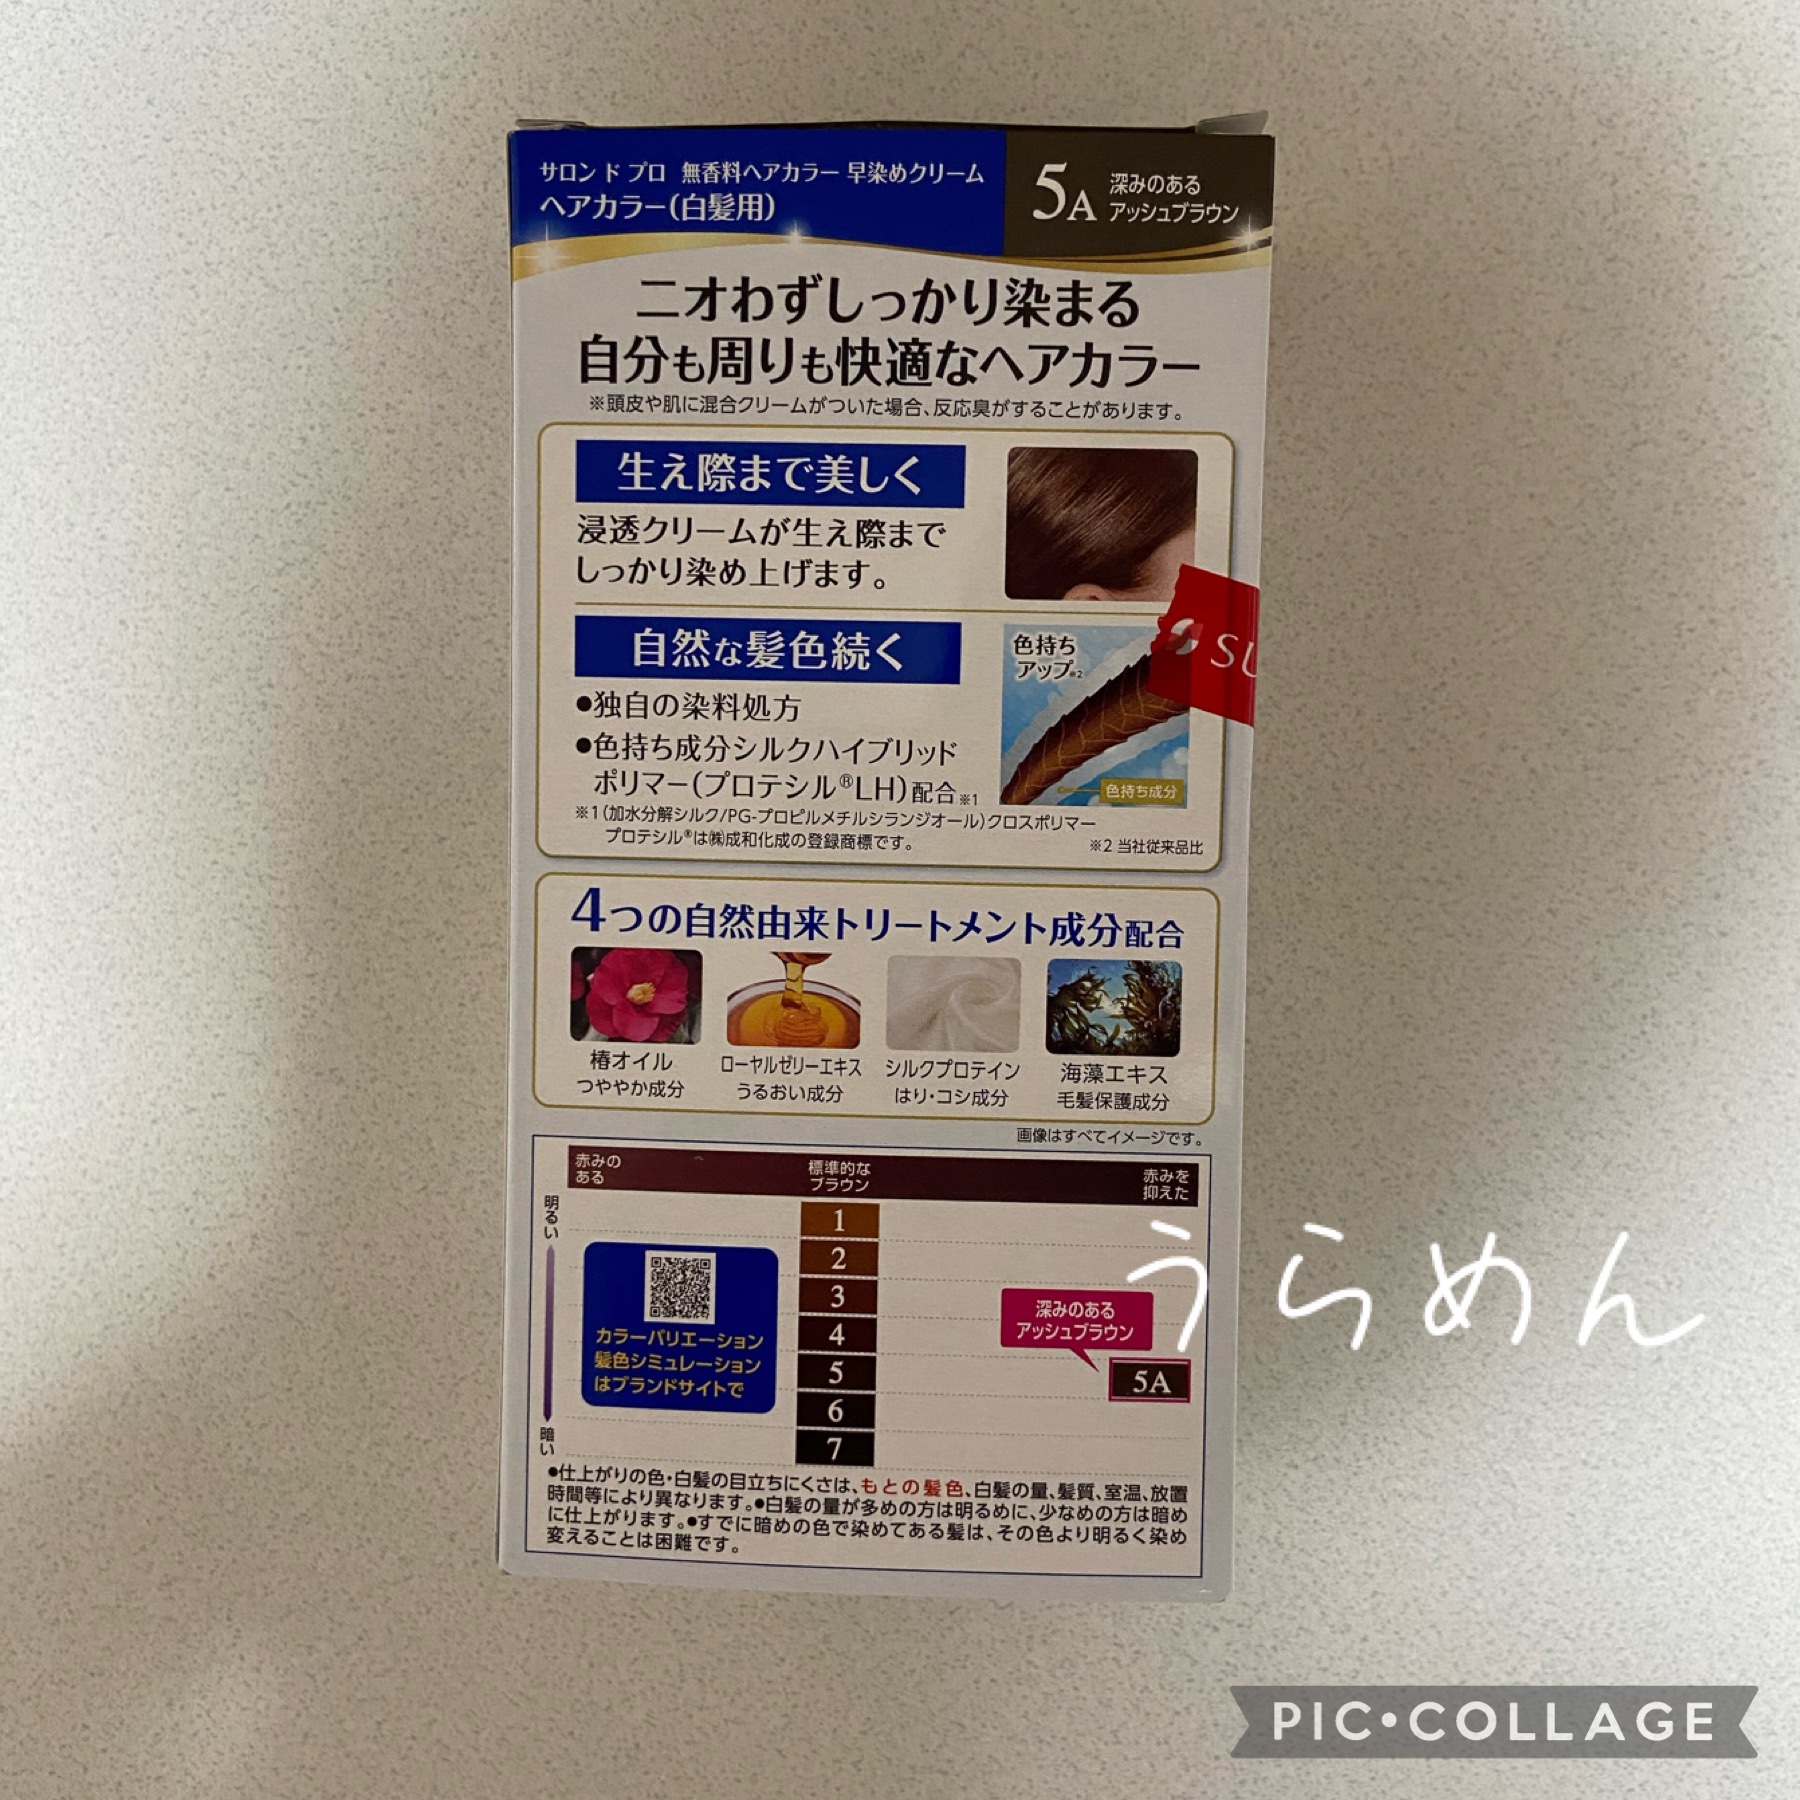 サロン ド プロ 無香料ヘアカラー 早染めクリーム
ヘアカラー(白髪用)
5A 深みのある
アッシュブラウン
ニオわずしっかり染まる
自分も周りも快適なヘアカラー
※頭皮や肌に混合クリームがついた場合、反応臭がすることがあります。
生え際まで美しく
浸透クリームが生え際まで
しっかり染め上げます。
自然な髪色続く
●独自の染料処方
●色持ち成分シルクハイブリッド
ポリマー(プロテシル®LH)配合※1
色持ち
アップ※2
色持ち成分
SU
※1(加水分解シルク/PG-プロピルメチルシランジオール)クロスポリマー
プロテシル®は㈱成和化成の登録商標です。
※2 当社従来品比
4つの自然由来トリートメント成分配合
椿オイル
つややか成分
ローヤルゼリーエキス
うるおい成分
シルクプロテイン
はり・コシ成分
海藻エキス
毛髪保護成分
画像はすべてイメージです。
赤みの
ある
標準的な
ブラウン
赤みを
抑えた
明るい
暗い
1
2
3
4
5
6
7
カラーバリエーション
髪色シミュレーション
はブランドサイトで
深みのある
アッシュブラウン
5A
うらめん
●仕上がりの色・白髪の目立ちにくさは、もとの髪色、白髪の量、髪質、室温、放置
時間等により異なります。●白髪の量が多めの方は明るめに、少なめの方は暗め
に仕上がります。●すでに暗めの色で染めてある髪は、その色より明るく染め
変えることは困難です。
PIC•COLLAGE